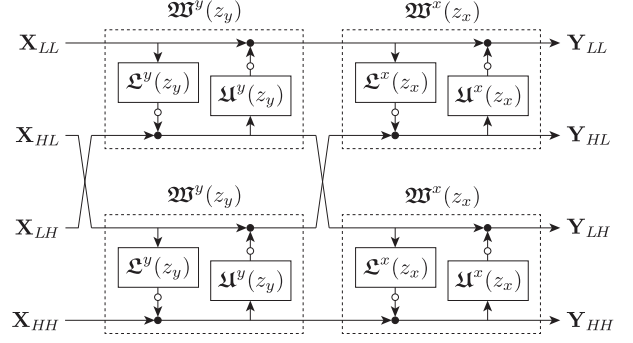 𝔚^y(z_y) 𝔚^x(z_x)
X_LL Y_LL
𝔏^y(z_y) 𝔘^y(z_y) 𝔏^x(z_x) 𝔘^x(z_x)
X_HL Y_HL
𝔚^y(z_y) 𝔚^x(z_x)
X_LH Y_LH
𝔏^y(z_y) 𝔘^y(z_y) 𝔏^x(z_x) 𝔘^x(z_x)
X_HH Y_HH